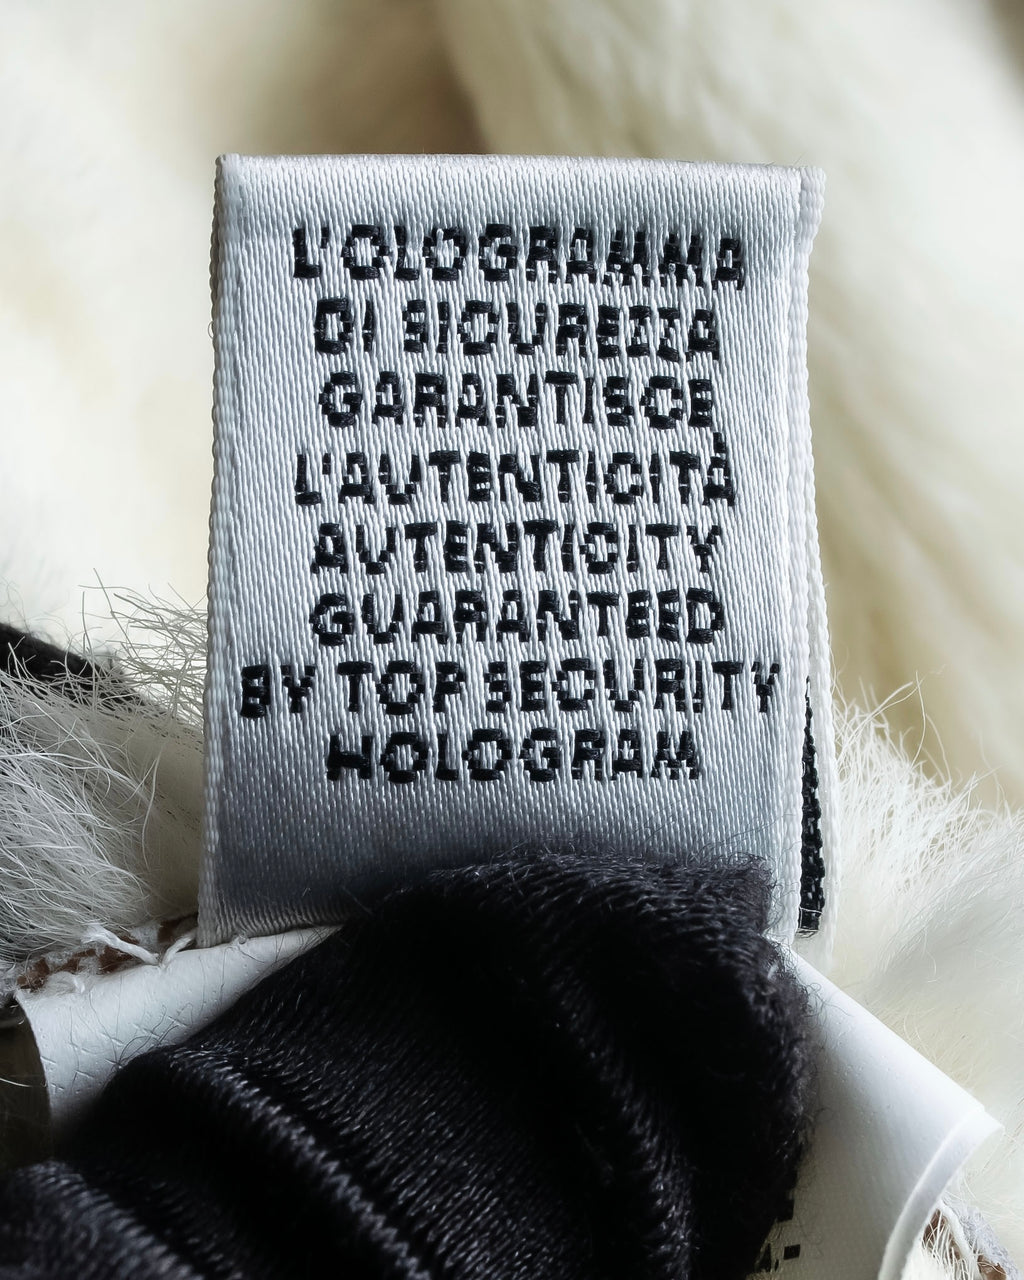 L'OLOGRAMMA
DI SICUREZZA
GARANTISCE
L'AUTENTICITÀ
AUTENTICITY
GUARANTEED
BY TOP SECURITY
HOLOGRAM